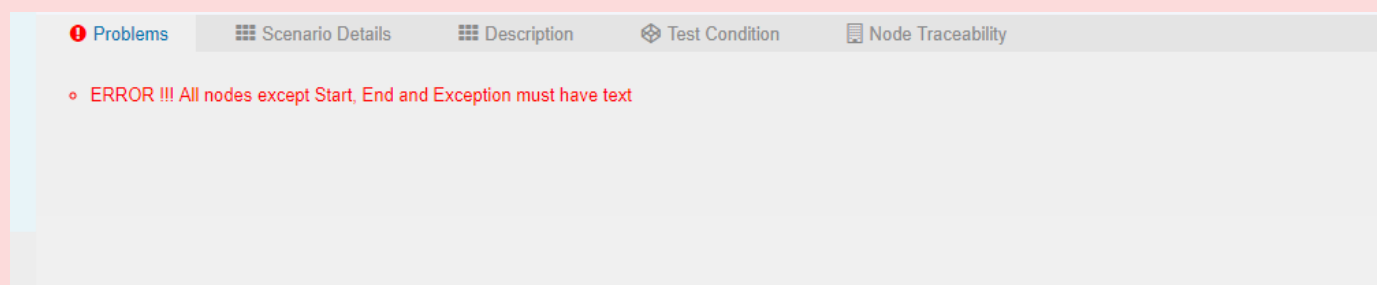 Problems Scenario Details Description Test Condition Node Traceability
ERROR !!! All nodes except Start, End and Exception must have text